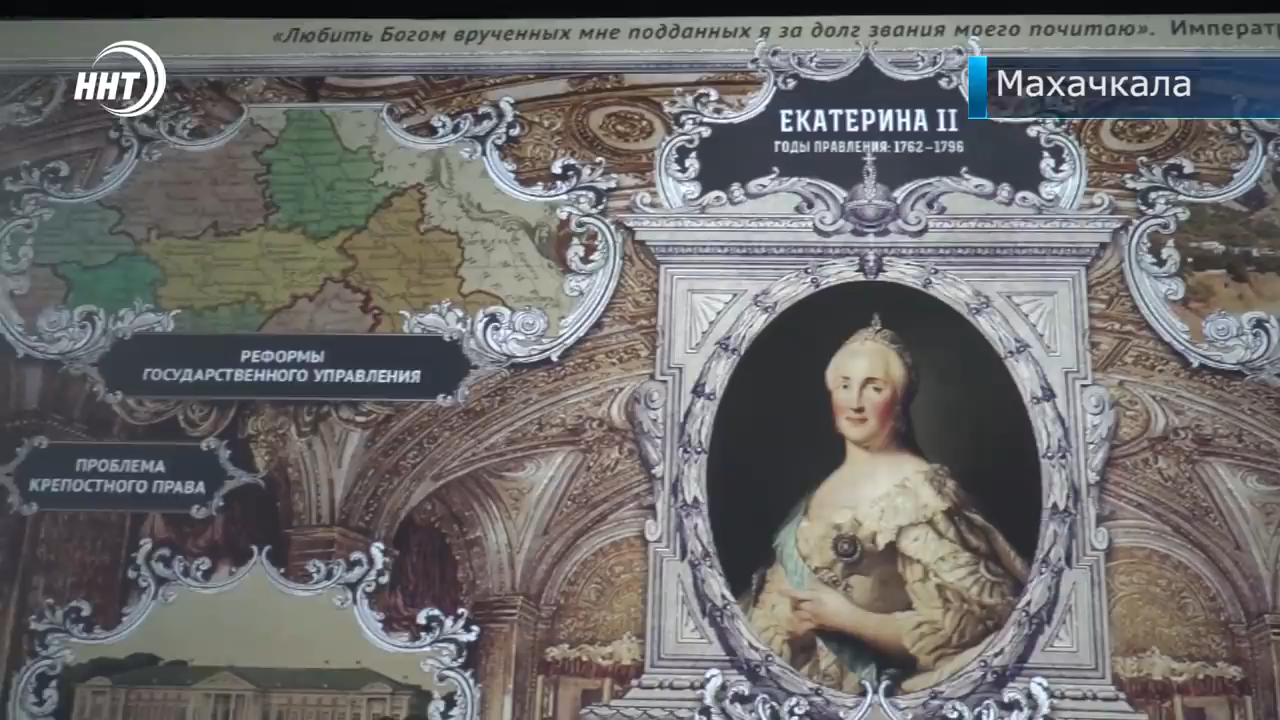 «Любить Богом врученных мне подданных я за долг звания моего почитаю». Императ
ННТ
Махачкала
ЕКАТЕРИНА II
ГОДЫ ПРАВЛЕНИЯ: 1762–1796
РЕФОРМЫ
ГОСУДАРСТВЕННОГО УПРАВЛЕНИЯ
ПРОБЛЕМА
КРЕПОСТНОГО ПРАВА